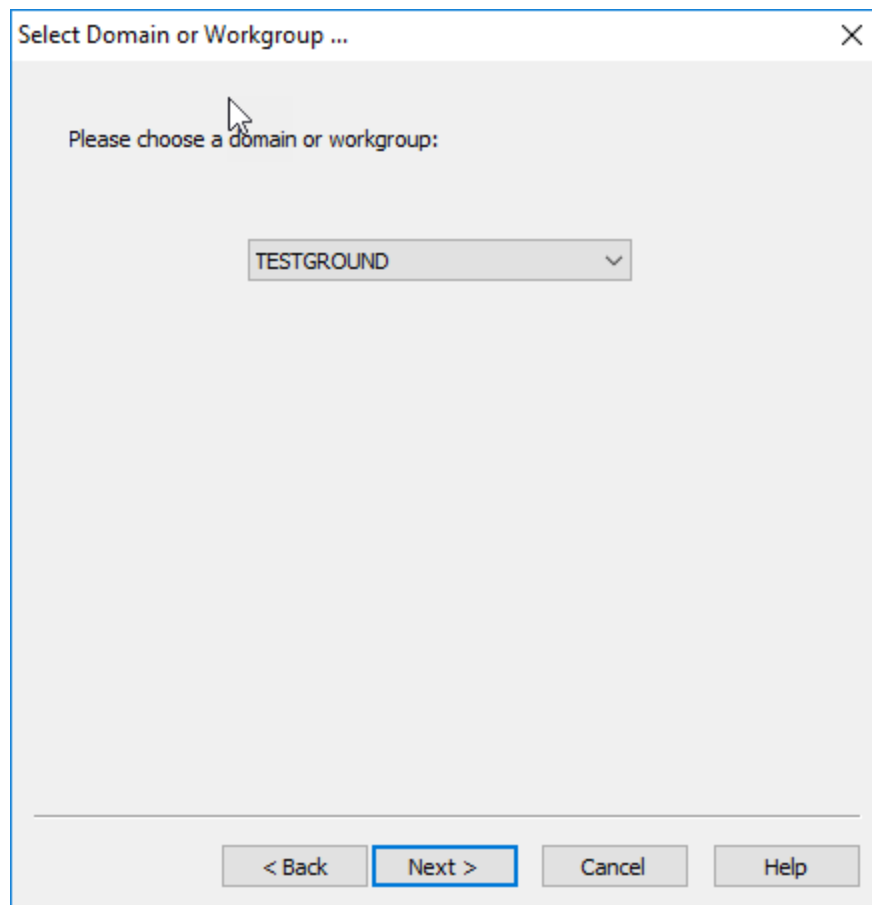 Select Domain or Workgroup ...
Please choose a domain or workgroup:
TESTGROUND
< Back Next > Cancel Help